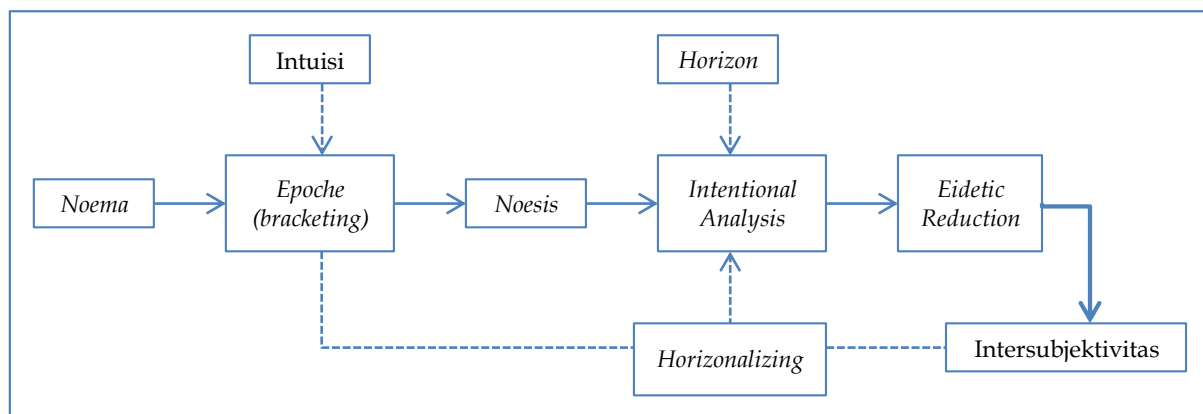 Intuisi
Horizon
Noema
Epoche
(bracketing)
Noesis
Intentional
Analysis
Eidetic
Reduction
Horizonalizing
Intersubjektivitas